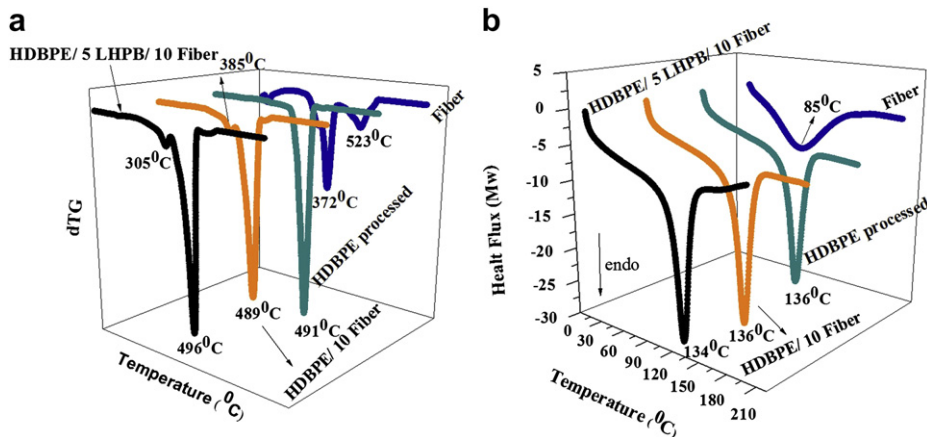 a
HDBPE/ 5 LHPB/ 10 Fiber
385⁰C
Fiber
305⁰C
523⁰C
372⁰C
dTG
HDBPE processed
489⁰C
491⁰C
496⁰C
HDBPE/ 10 Fiber
Temperature (⁰C)
b
HDBPE/ 5 LHPB/ 10 Fiber
5
0
-5
-10
-15
-20
-25
-30
Healt Flux (Mw)
85⁰C
Fiber
HDBPE processed
endo
136⁰C
136⁰C
134⁰C
HDBPE/ 10 Fiber
0
30
60
90
120
150
180
210
Temperature (⁰C)